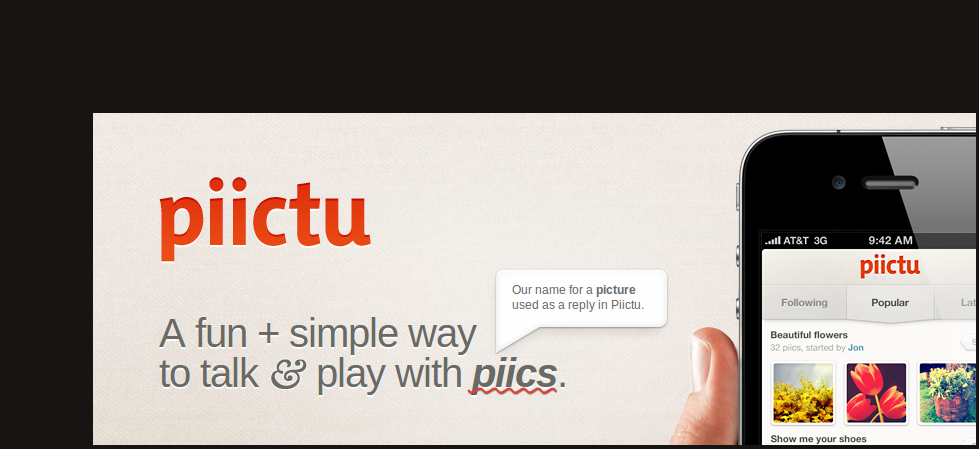 piictu
A fun + simple way
to talk & play with piics.
Our name for a picture
used as a reply in Piictu.
AT&T 3G 9:42 AM
piictu
Following Popular
Beautiful flowers
32 piics, started by Jon
Show me your shoes